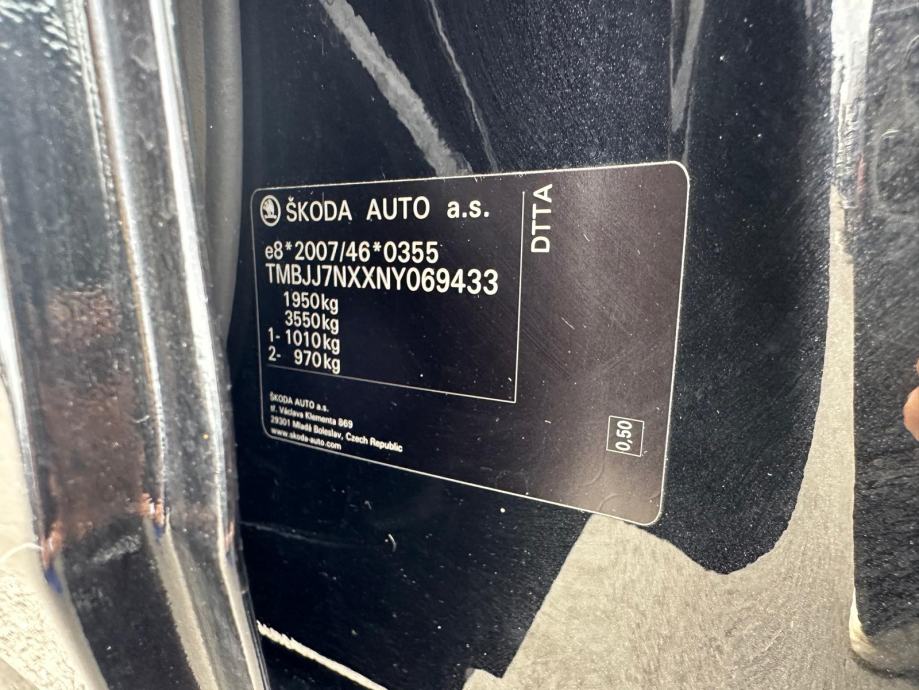 ŠKODA AUTO a.s.
e8*2007/46*0355
TMBJJ7NXXNY069433
1950kg
3550kg
1- 1010kg
2- 970kg
DTTA
ŠKODA AUTO a.s.
tř. Václava Klementa 869
29301 Mladá Boleslav, Czech Republic
www.skoda-auto.com
0,50